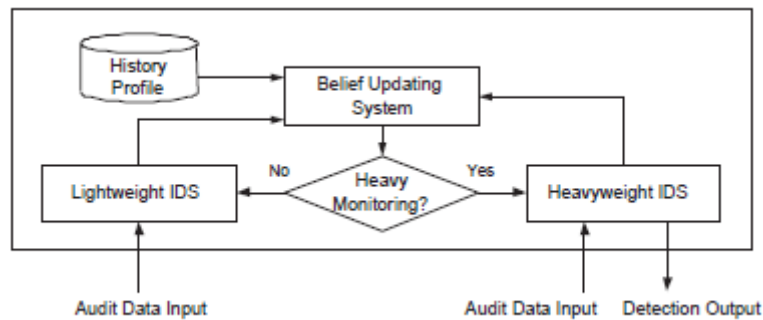 History
Profile
Belief Updating
System
No
Heavy
Monitoring?
Yes
Lightweight IDS
Heavyweight IDS
Audit Data Input
Audit Data Input
Detection Output